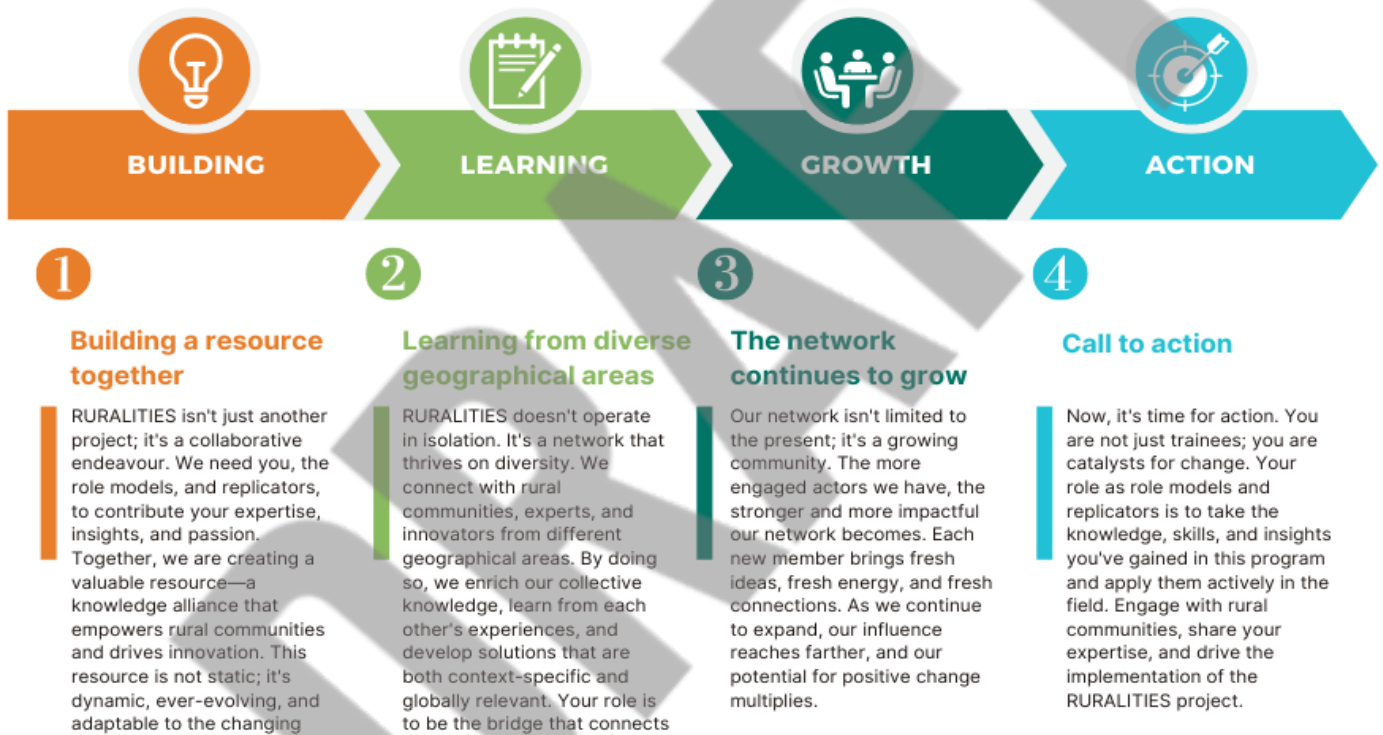 BUILDING
LEARNING
GROWTH
ACTION
1
Building a resource
together
RURALITIES isn't just another
project; it's a collaborative
endeavour. We need you, the
role models, and replicators,
to contribute your expertise,
insights, and passion.
Together, we are creating a
valuable resource—a
knowledge alliance that
empowers rural communities
and drives innovation. This
resource is not static; it's
dynamic, ever-evolving, and
adaptable to the changing
2
Learning from diverse
geographical areas
RURALITIES doesn't operate
in isolation. It's a network that
thrives on diversity. We
connect with rural
communities, experts, and
innovators from different
geographical areas. By doing
so, we enrich our collective
knowledge, learn from each
other's experiences, and
develop solutions that are
both context-specific and
globally relevant. Your role is
to be the bridge that connects
3
The network
continues to grow
Our network isn't limited to
the present; it's a growing
community. The more
engaged actors we have, the
stronger and more impactful
our network becomes. Each
new member brings fresh
ideas, fresh energy, and fresh
connections. As we continue
to expand, our influence
reaches farther, and our
potential for positive change
multiplies.
4
Call to action
Now, it's time for action. You
are not just trainees; you are
catalysts for change. Your
role as role models and
replicators is to take the
knowledge, skills, and insights
you've gained in this program
and apply them actively in the
field. Engage with rural
communities, share your
expertise, and drive the
implementation of the
RURALITIES project.